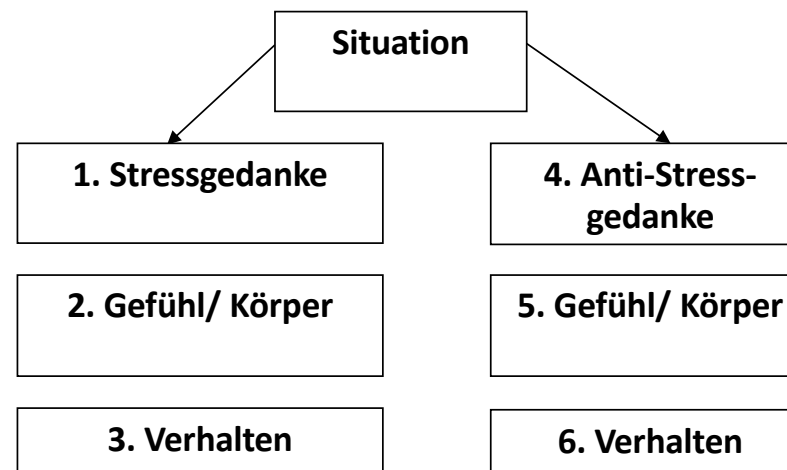 Situation
1. Stressgedanke
2. Gefühl/ Körper
3. Verhalten
4. Anti-Stress-
gedanke
5. Gefühl/ Körper
6. Verhalten